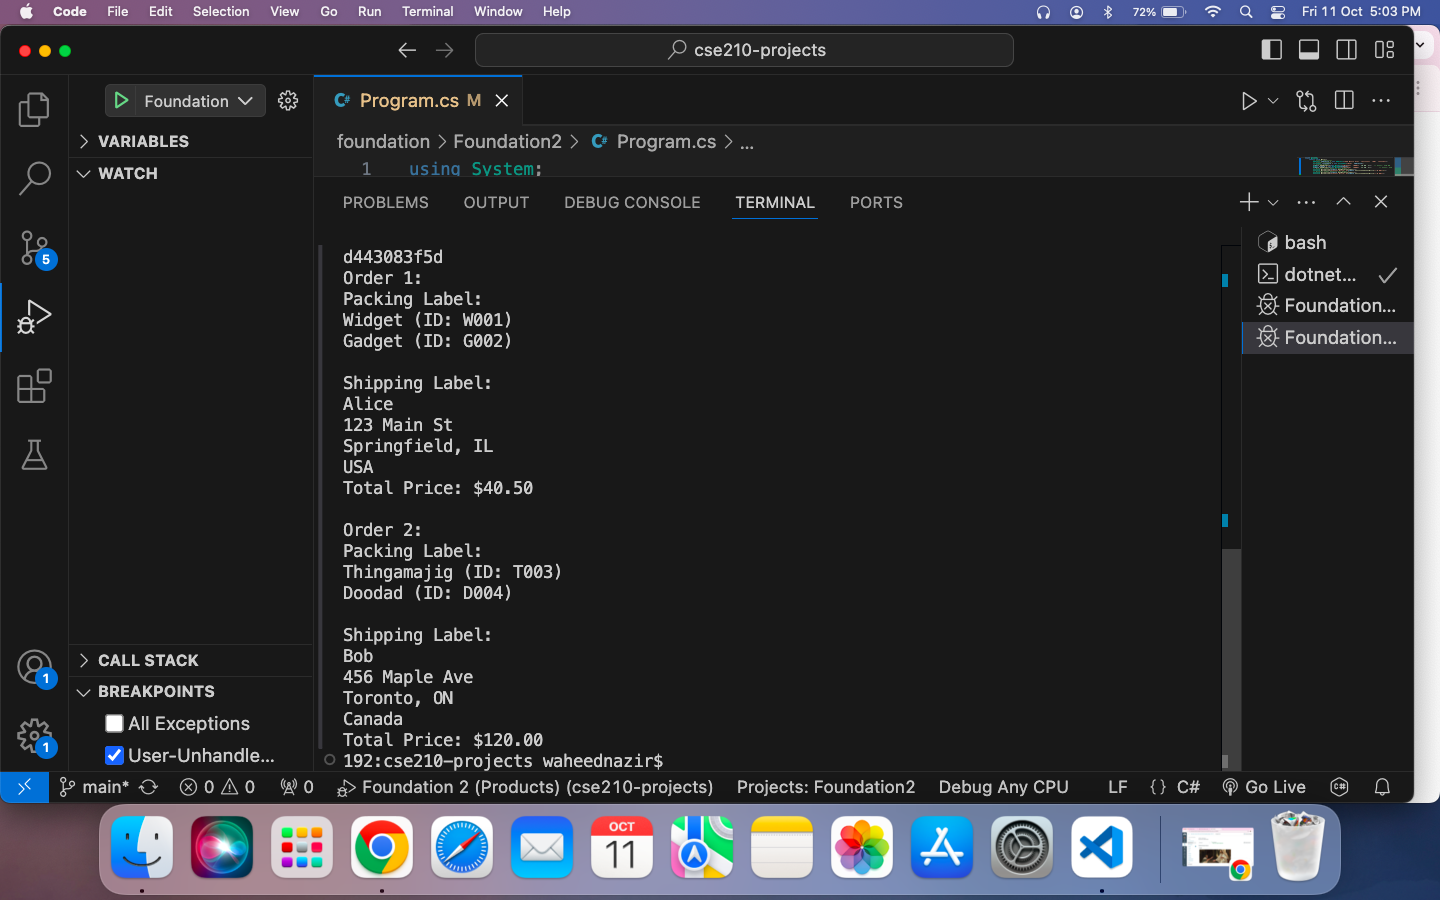 Code File Edit Selection View Go Run Terminal Window Help 72% Fri 11 Oct 5:03 PM
cse210-projects
Foundation
C# Program.cs M
VARIABLES
foundation > Foundation2 > C# Program.cs > ...
WATCH
1 using System;
PROBLEMS OUTPUT DEBUG CONSOLE TERMINAL PORTS
bash
dotnet...
Foundation...
Foundation...
d443083f5d
Order 1:
Packing Label:
Widget (ID: W001)
Gadget (ID: G002)
Shipping Label:
Alice
123 Main St
Springfield, IL
USA
Total Price: $40.50
Order 2:
Packing Label:
Thingamajig (ID: T003)
Doodad (ID: D004)
Shipping Label:
Bob
456 Maple Ave
Toronto, ON
Canada
Total Price: $120.00
192:cse210-projects waheednazir$
5
1
1
CALL STACK
BREAKPOINTS
All Exceptions
User-Unhandle...
main* 0 0 0 Foundation 2 (Products) (cse210-projects) Projects: Foundation2 Debug Any CPU LF {} C# Go Live
OCT
11